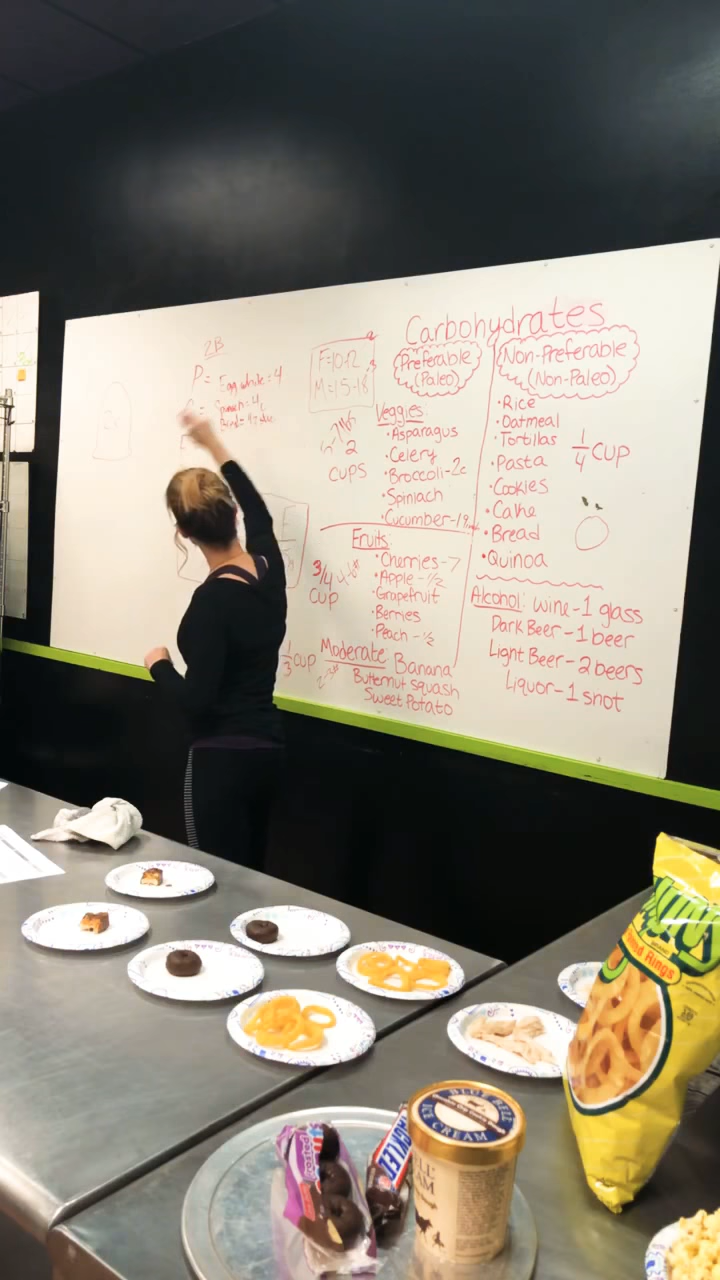 2B
P = Egg white = 4
F=10-12
M=15-18
2
cups
3/4
cup
1/3 cup
Carbohydrates
Preferable
(Paleo)
Veggies:
• Asparagus
• Celery
• Broccoli-2c
• Spiniach
• Cucumber-19
Fruits:
• Cherries-7
• Apple - 1/2
• Grapefruit
• Berries
• Peach - 1/2
Moderate: Banana
Butternut squash
Sweet Potato
Non-Preferable
(Non-Paleo)
• Rice
• Oatmeal
• Tortillas
• Pasta
• Cookies
• Cake
• Bread
• Quinoa
1/4 cup
Alcohol: Wine-1 glass
Dark Beer-1 beer
Light Beer-2 beers
Liquor-1 shot
Funyuns
Rings
BLUE BELL
ICE CREAM
Frosted